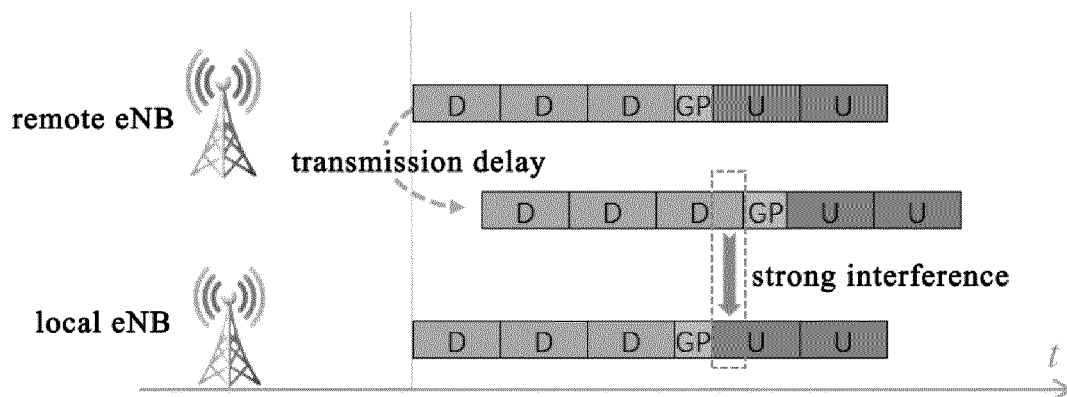 remote eNB
D D D GP U U
transmission delay
D D D GP U U
strong interference
local eNB
D D D GP U U
t